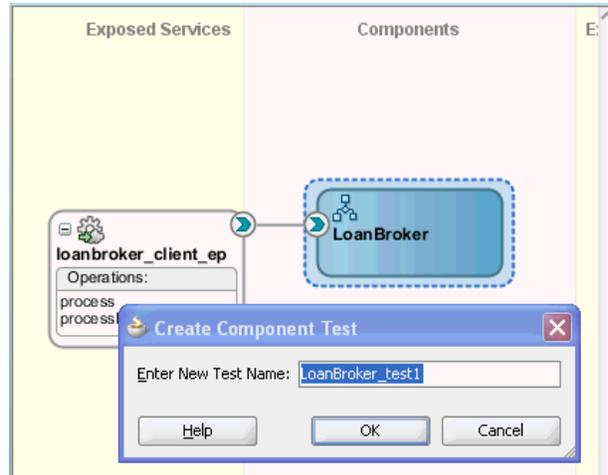 Exposed Services
Components
LoanBroker
loanbroker_client_ep
Operations:
process
Create Component Test
Enter New Test Name: LoanBroker_test1
Help
OK
Cancel